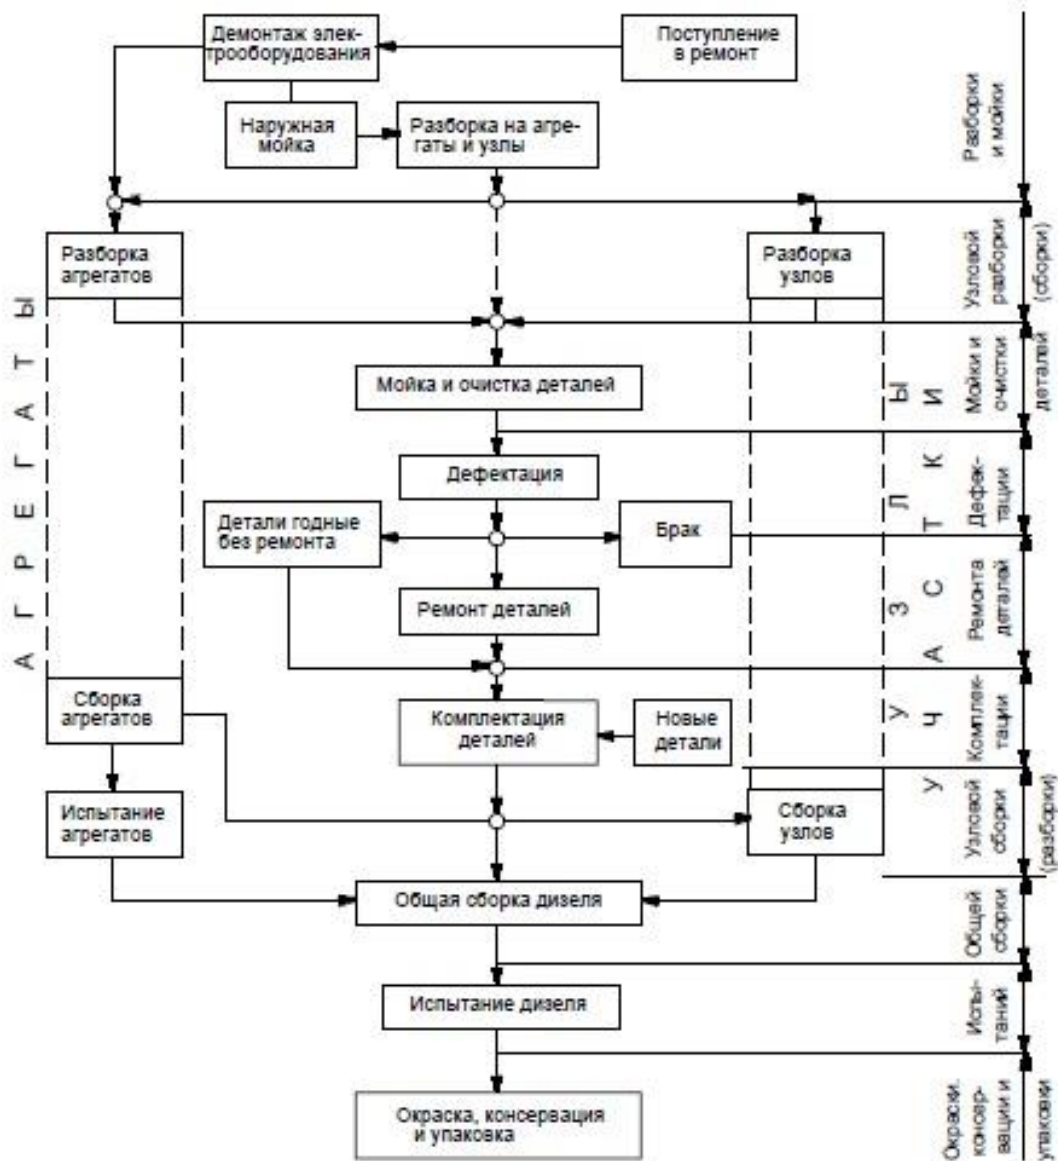 Демонтаж элек-
трооборудования
Поступление
в ремонт
Наружная
мойка
Разборка на агре-
гаты и узлы
Разборка
агрегатов
Разборка
узлов
Мойка и очистка деталей
Дефектация
Детали годные
без ремонта
Брак
Ремонт деталей
Сборка
агрегатов
Комплектация
деталей
Новые
детали
Испытание
агрегатов
Сборка
узлов
Общая сборка дизеля
Испытание дизеля
Окраска, консервация
и упаковка
АГРЕГАТЫ
УЗЛЫ
УЧАСТКИ
Разборки
и мойки
Узловой
разборки
(сборки)
Мойки и
очистки
деталей
Дефек-
тации
Ремонта
деталей
Комплек-
тации
Узловой
сборки
(разборки)
Общей
сборки
Испы-
таний
Окраски,
консер-
вации и
упаковки